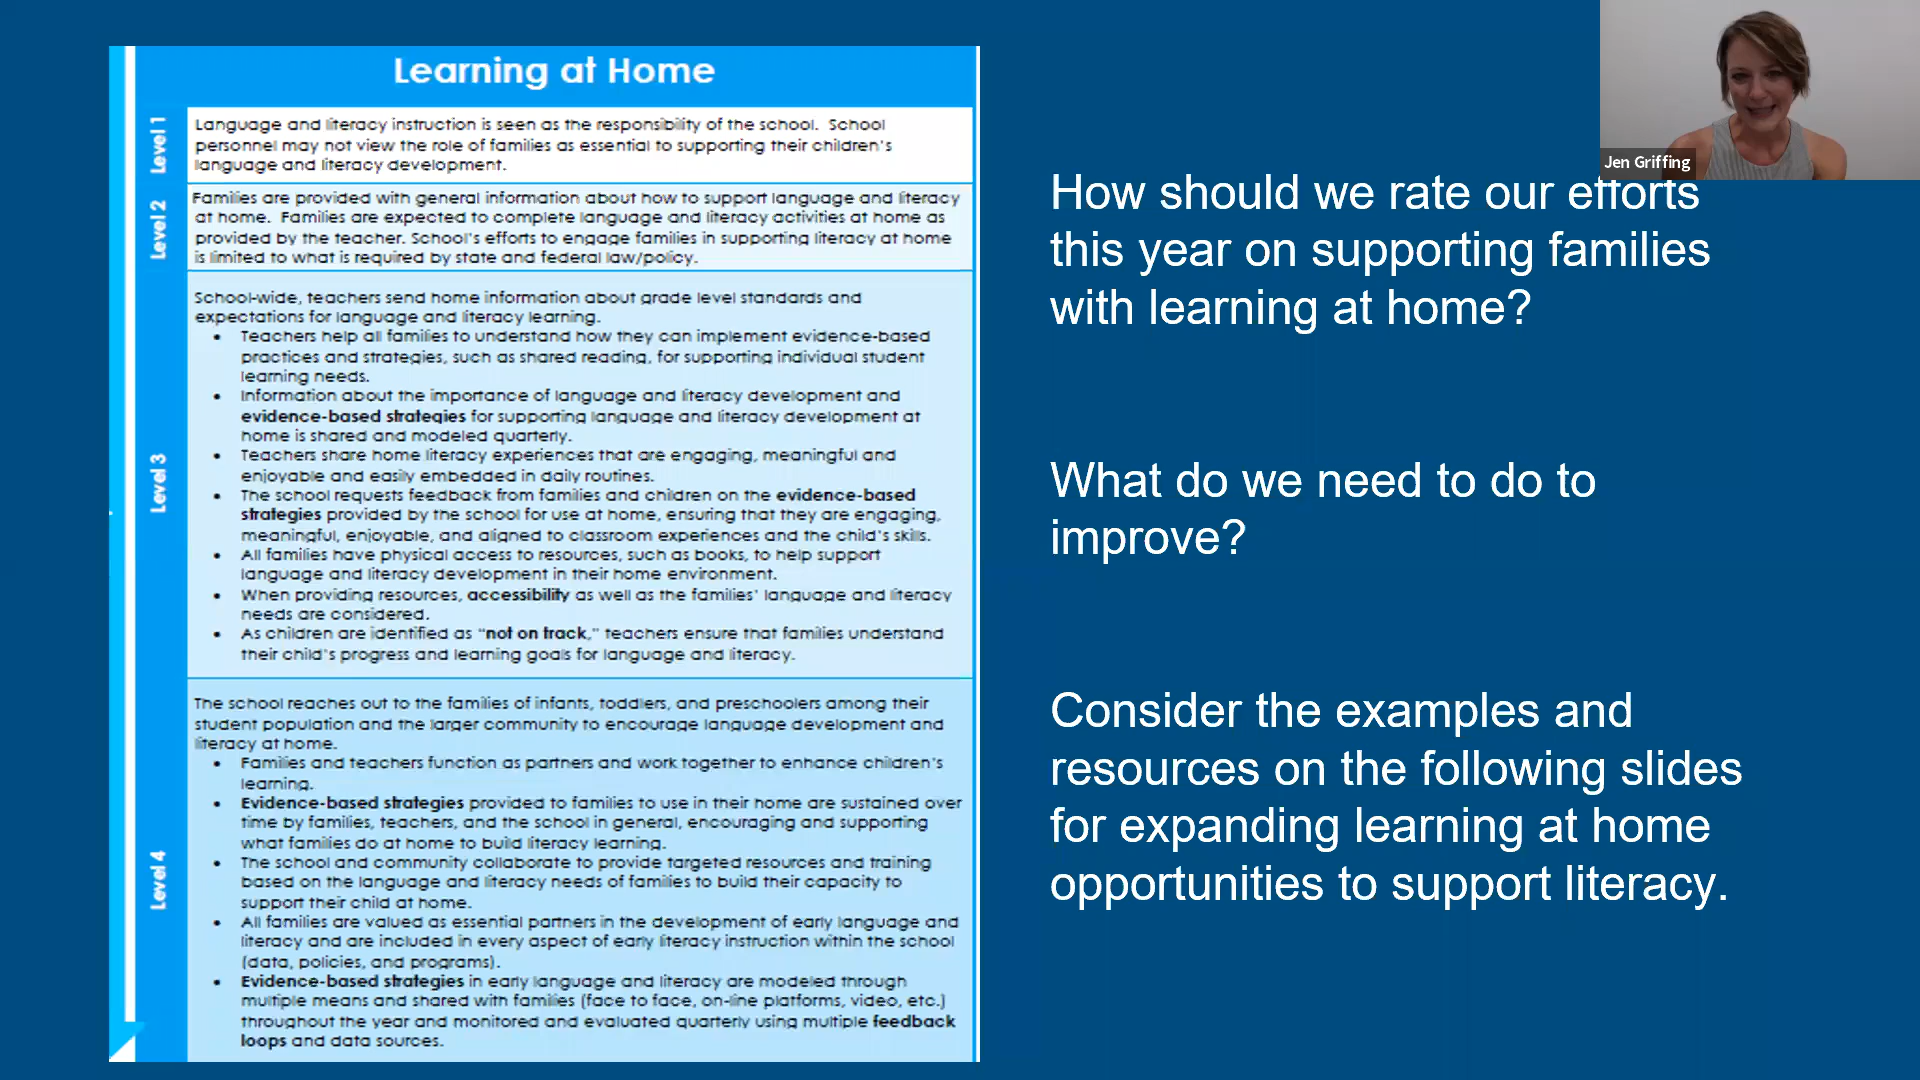 Learning at Home
Level 1
Language and literacy instruction is seen as the responsibility of the school.  School
personnel may not view the role of families as essential to supporting their children's
language and literacy development.
Level 2
Families are provided with general information about how to support language and literacy
at home.  Families are expected to complete language and literacy activities at home as
provided by the teacher. School's efforts to engage families in supporting literacy at home
is limited to what is required by state and federal law/policy.
Level 3
School-wide, teachers send home information about grade level standards and
expectations for language and literacy learning.
• Teachers help all families to understand how they can implement evidence-based
practices and strategies, such as shared reading, for supporting individual student
learning needs.
• Information about the importance of language and literacy development and
evidence-based strategies for supporting language and literacy development at
home is shared and modeled quarterly.
• Teachers share home literacy experiences that are engaging, meaningful and
enjoyable and easily embedded in daily routines.
• The school requests feedback from families and children on the evidence-based
strategies provided by the school for use at home, ensuring that they are engaging,
meaningful, enjoyable, and aligned to classroom experiences and the child's skills.
• All families have physical access to resources, such as books, to help support
language and literacy development in their home environment.
• When providing resources, accessibility as well as the families' language and literacy
needs are considered.
• As children are identified as "not on track," teachers ensure that families understand
their child's progress and learning goals for language and literacy.
Level 4
The school reaches out to the families of infants, toddlers, and preschoolers among their
student population and the larger community to encourage language development and
literacy at home.
• Families and teachers function as partners and work together to enhance children's
learning.
• Evidence-based strategies provided to families to use in their home are sustained over
time by families, teachers, and the school in general, encouraging and supporting
what families do at home to build literacy learning.
• The school and community collaborate to provide targeted resources and training
based on the language and literacy needs of families to build their capacity to
support their child at home.
• All families are valued as essential partners in the development of early language and
literacy and are included in every aspect of early literacy instruction within the school
(data, policies, and programs).
• Evidence-based strategies in early language and literacy are modeled through
multiple means and shared with families (face to face, on-line platforms, video, etc.)
throughout the year and monitored and evaluated quarterly using multiple feedback
loops and data sources.
Jen Griffing
How should we rate our efforts
this year on supporting families
with learning at home?
What do we need to do to
improve?
Consider the examples and
resources on the following slides
for expanding learning at home
opportunities to support literacy.